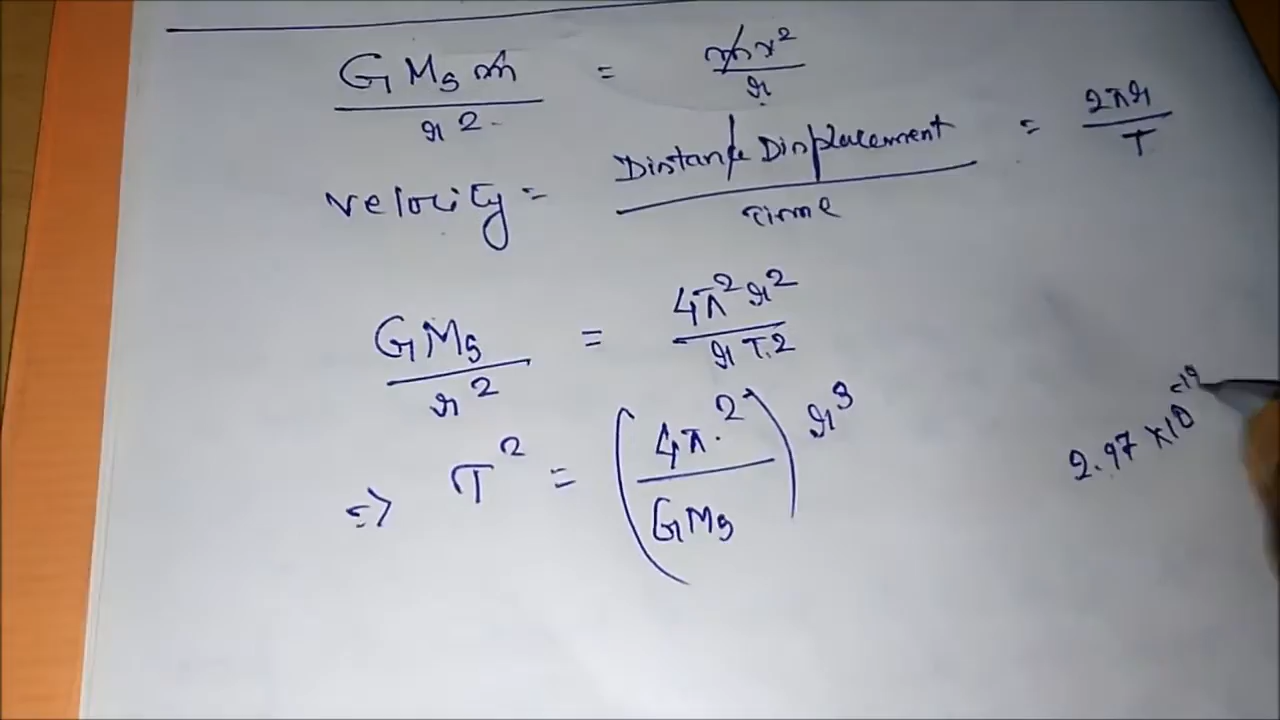 GMsm/r² = mv²/r
Velocity = Distance Displacement/Time = 2πr/T
GMs/r² = 4π²r²/rT²
=> T² = (4π²/GMs) r³
2.97 × 10⁻¹⁹